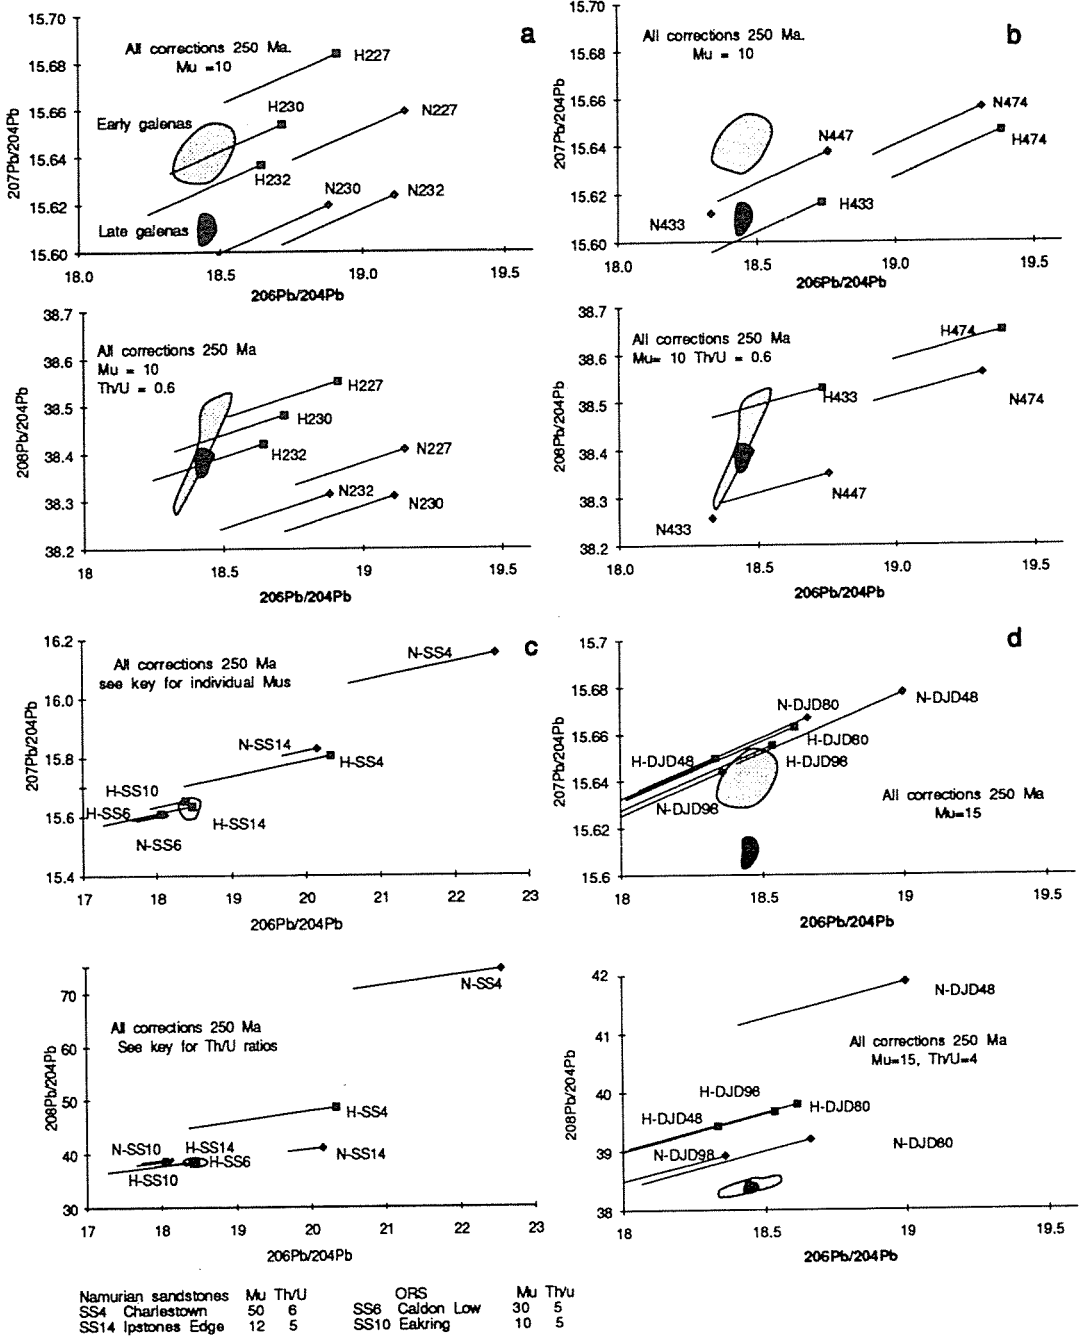 a
15.70
15.68
15.66
15.64
15.62
15.60
207Pb/204Pb
All corrections 250 Ma.
Mu =10
H227
H230
N227
Early galenas
H232
N230
N232
Late galenas
18.0
18.5
19.0
19.5
206Pb/204Pb
b
15.70
15.68
15.66
15.64
15.62
15.60
207Pb/204Pb
All corrections 250 Ma.
Mu = 10
N474
N447
H474
N433
H433
18.0
18.5
19.0
19.5
206Pb/204Pb
38.7
38.6
38.5
38.4
38.3
38.2
208Pb/204Pb
All corrections 250 Ma
Mu = 10
Th/U = 0.6
H227
H230
H232
N227
N232
N230
18
18.5
19
19.5
206Pb/204Pb
38.7
38.6
38.5
38.4
38.3
38.2
208Pb/204Pb
All corrections 250 Ma
Mu= 10 Th/U = 0.6
H474
H433
N474
N447
N433
18.0
18.5
19.0
19.5
206Pb/204Pb
c
16.2
16.0
15.8
15.6
15.4
207Pb/204Pb
All corrections 250 Ma
see key for individual Mus
N-SS4
N-SS14
H-SS4
H-SS10
H-SS6
H-SS14
N-SS6
17
18
19
20
21
22
23
206Pb/204Pb
d
15.7
15.68
15.66
15.64
15.62
15.6
207Pb/204Pb
N-DJD80
N-DJD48
H-DJD80
H-DJD48
H-DJD98
N-DJD98
All corrections 250 Ma
Mu=15
18
18.5
19
19.5
206Pb/204Pb
70
60
50
40
30
208Pb/204Pb
All corrections 250 Ma
See key for Th/U ratios
N-SS4
H-SS4
N-SS10
H-SS14
N-SS14
H-SS6
H-SS10
17
18
19
20
21
22
23
206Pb/204Pb
42
41
40
39
38
208Pb/204Pb
N-DJD48
All corrections 250 Ma
Mu=15, Th/U=4
H-DJD98
H-DJD48
H-DJD80
N-DJD98
N-DJD80
18
18.5
19
19.5
206Pb/204Pb
Namurian sandstones Mu Th/U ORS Mu Th/u
SS4 Charlestown 50 6 SS6 Caldon Low 30 5
SS14 Ipstones Edge 12 5 SS10 Eakring 10 5